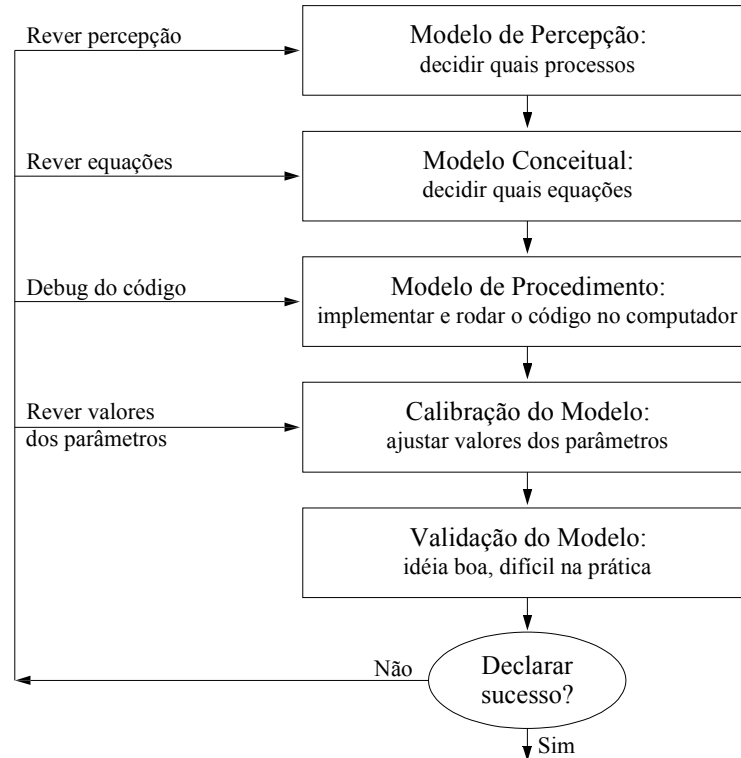 Rever percepção
Modelo de Percepção:
decidir quais processos
Rever equações
Modelo Conceitual:
decidir quais equações
Debug do código
Modelo de Procedimento:
implementar e rodar o código no computador
Rever valores
dos parâmetros
Calibração do Modelo:
ajustar valores dos parâmetros
Validação do Modelo:
idéia boa, difícil na prática
Não
Declarar
sucesso?
Sim